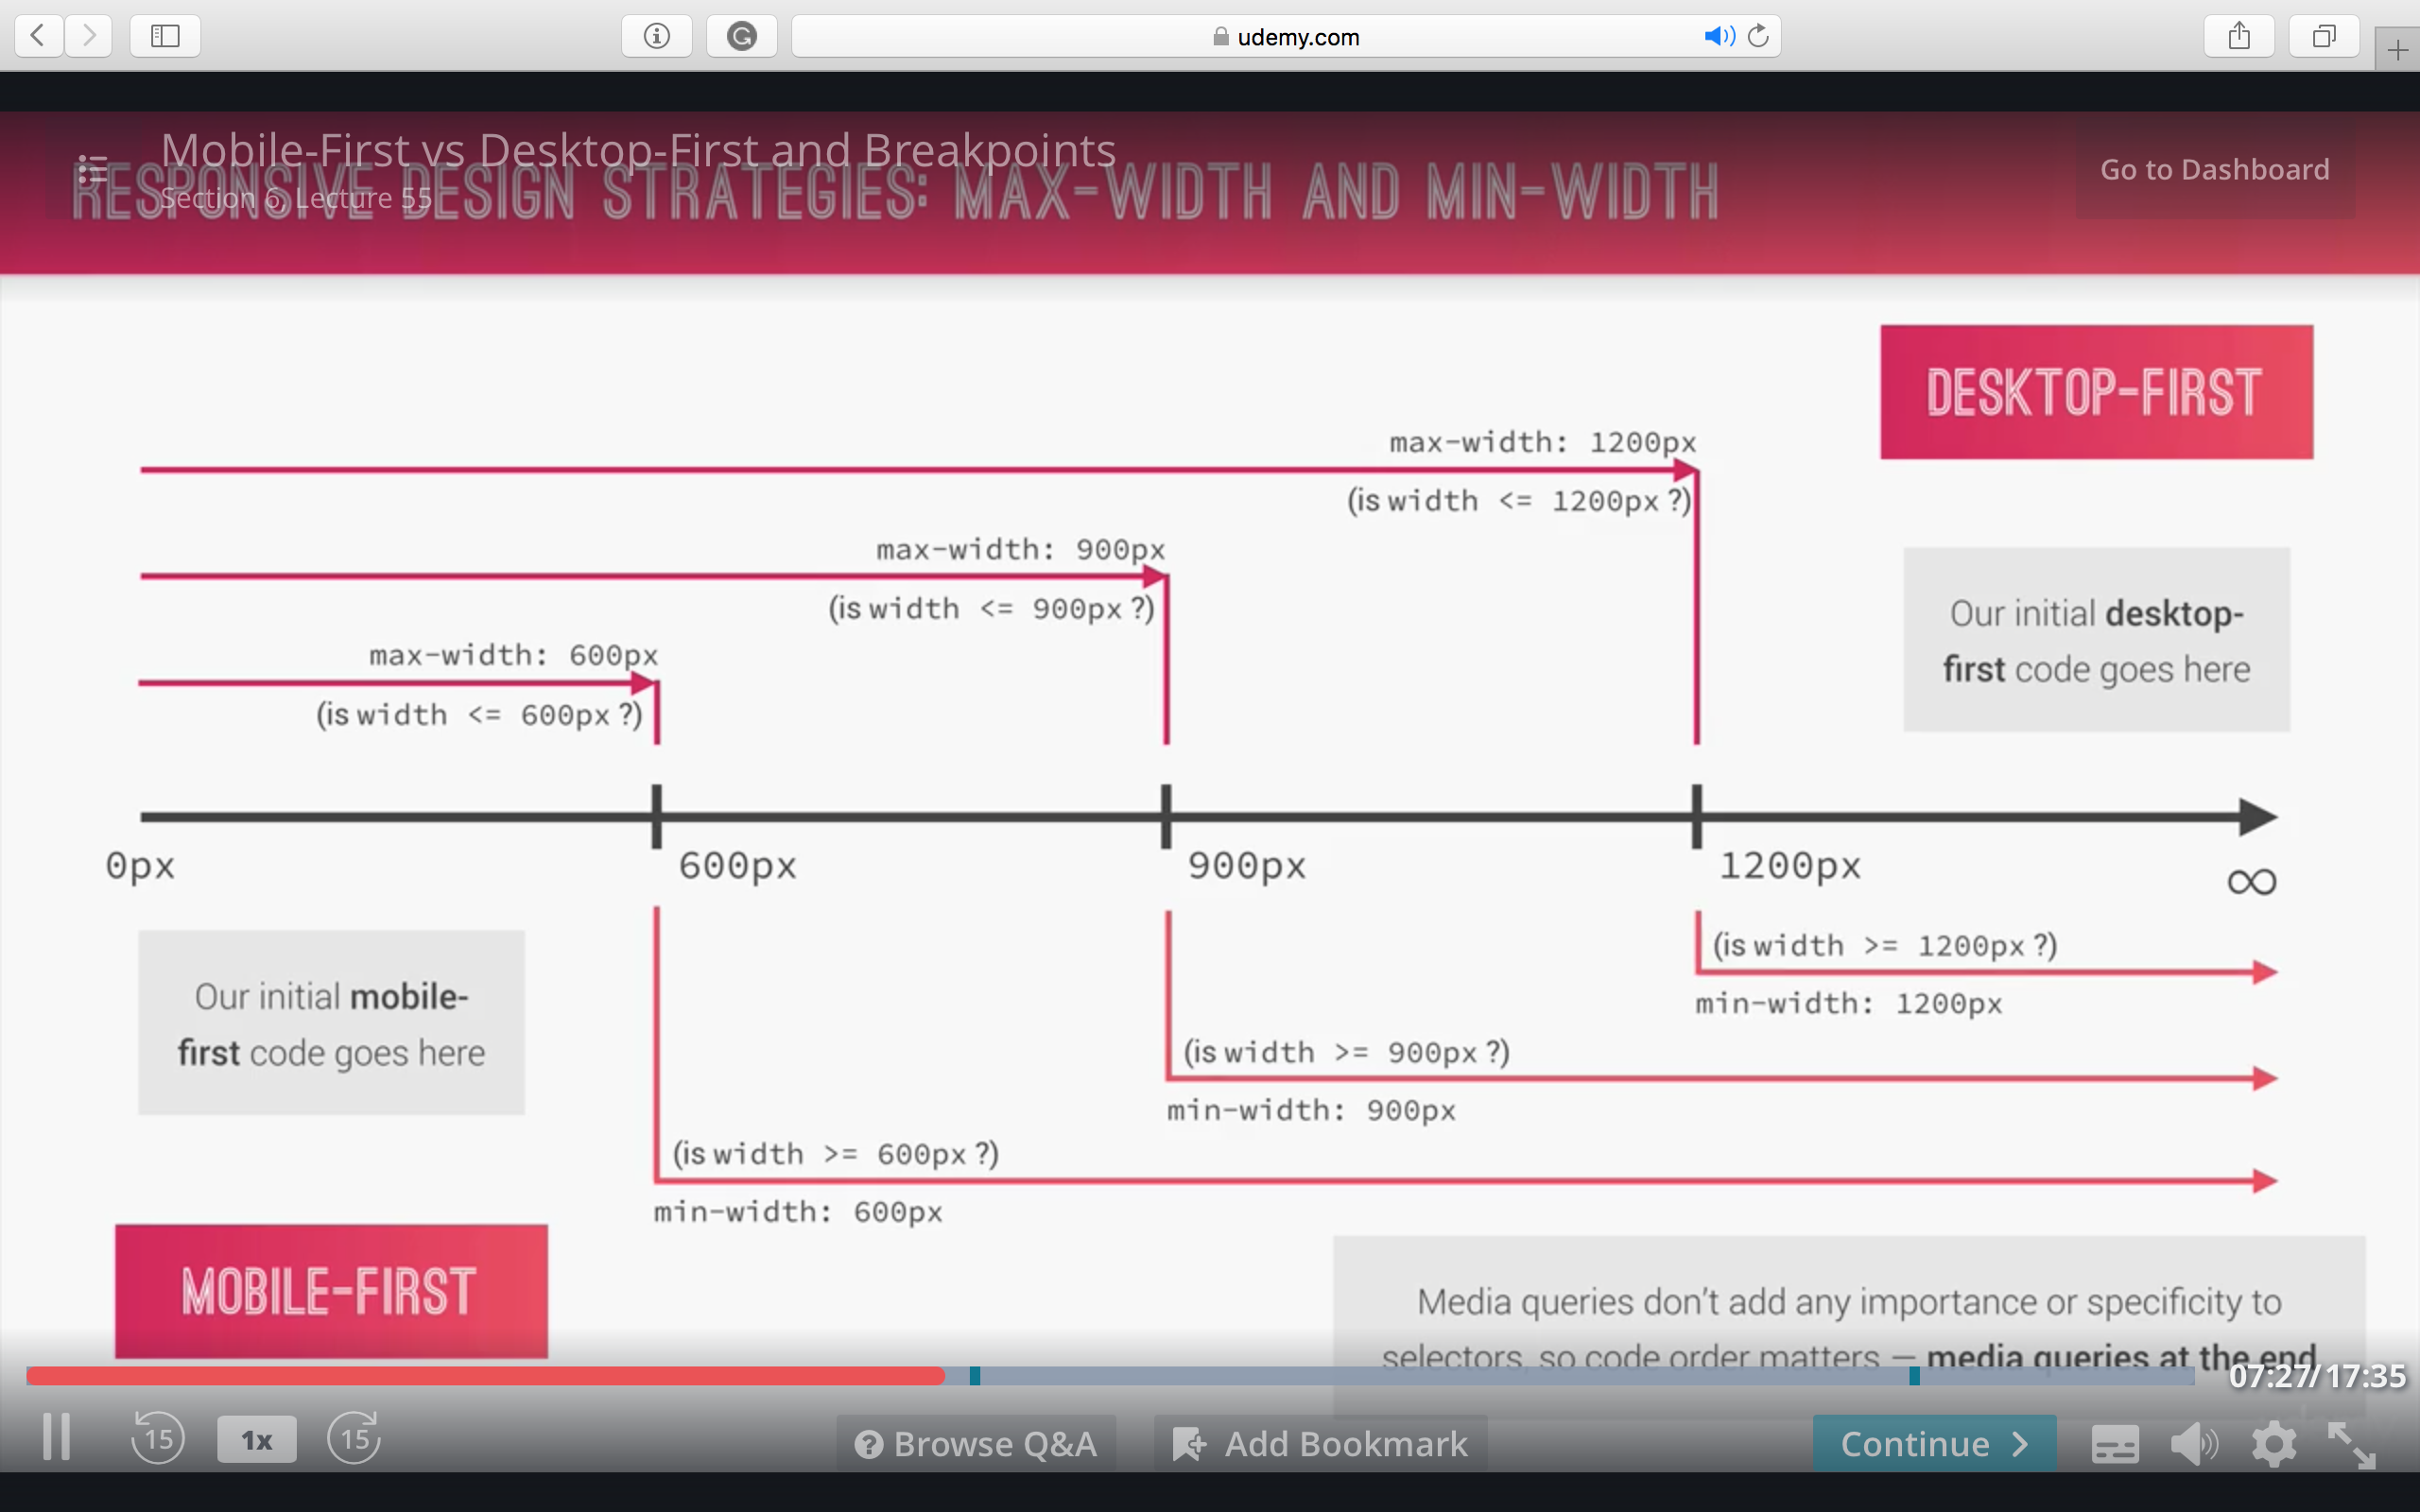 udemy.com
Mobile-First vs Desktop-First and Breakpoints
Section 6, Lecture 55
Go to Dashboard
RESPONSIVE DESIGN STRATEGIES: MAX-WIDTH AND MIN-WIDTH
DESKTOP-FIRST
max-width: 1200px
(is width <= 1200px ?)
max-width: 900px
(is width <= 900px ?)
Our initial desktop-
first code goes here
max-width: 600px
(is width <= 600px ?)
0px
600px
900px
1200px
∞
Our initial mobile-
first code goes here
(is width >= 1200px ?)
min-width: 1200px
(is width >= 900px ?)
min-width: 900px
(is width >= 600px ?)
min-width: 600px
MOBILE-FIRST
Media queries don't add any importance or specificity to
selectors, so code order matters — media queries at the end
07:27/17:35
15
1x
15
Browse Q&A
Add Bookmark
Continue